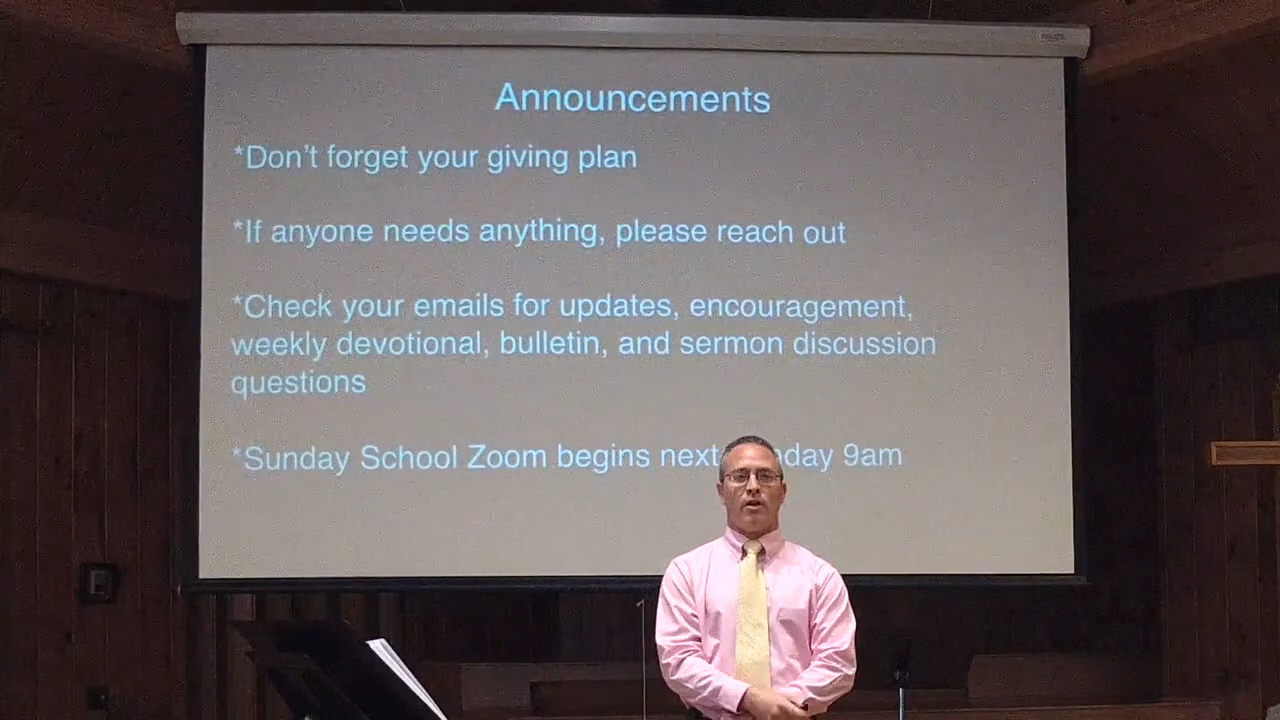 Announcements
*Don't forget your giving plan
*If anyone needs anything, please reach out
*Check your emails for updates, encouragement,
weekly devotional, bulletin, and sermon discussion
questions
*Sunday School Zoom begins next nday 9am